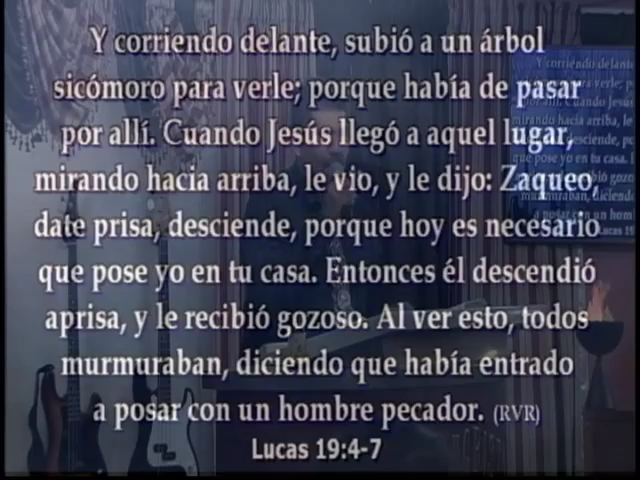 Y corriendo delante, subió a un árbol
sicómoro para verle; porque había de pasar
por allí. Cuando Jesús llegó a aquel lugar,
mirando hacia arriba, le vio, y le dijo: Zaqueo,
date prisa, desciende, porque hoy es necesario
que pose yo en tu casa. Entonces él descendió
aprisa, y le recibió gozoso. Al ver esto, todos
murmuraban, diciendo que había entrado
a posar con un hombre pecador. (RVR)
Lucas 19:4-7